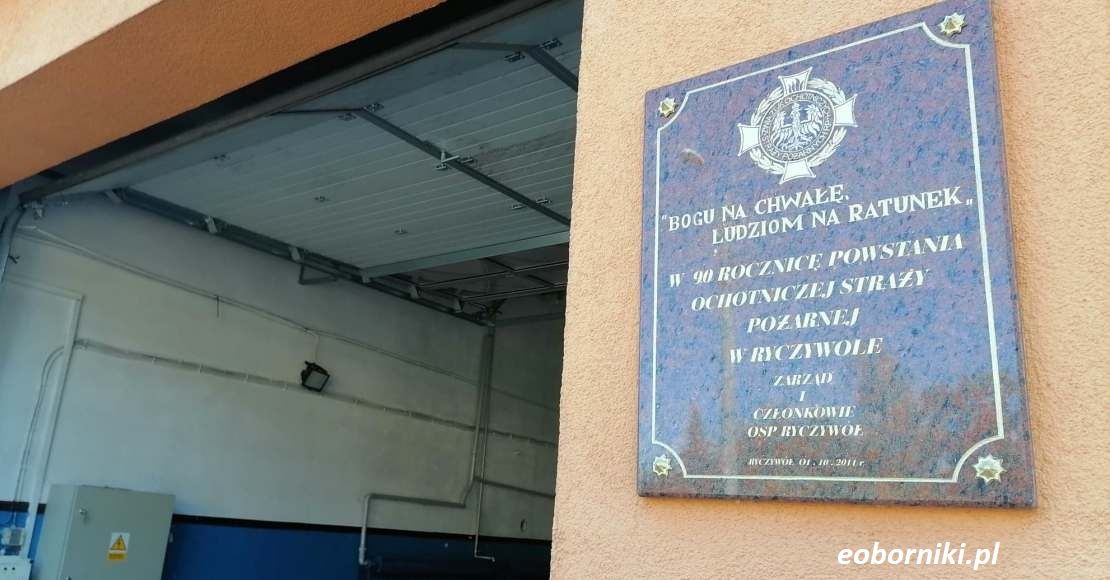 "BOGU NA CHWAŁĘ,
LUDZIOM NA RATUNEK"
W 90 ROCZNICĘ POWSTANIA
OCHOTNICZEJ STRAŻY
POŻARNEJ
W RYCZYWOLE
ZARZĄD
I
CZŁONKOWIE
OSP RYCZYWÓŁ
RYCZYWÓŁ 01.10.2011 r.
eoborniki.pl